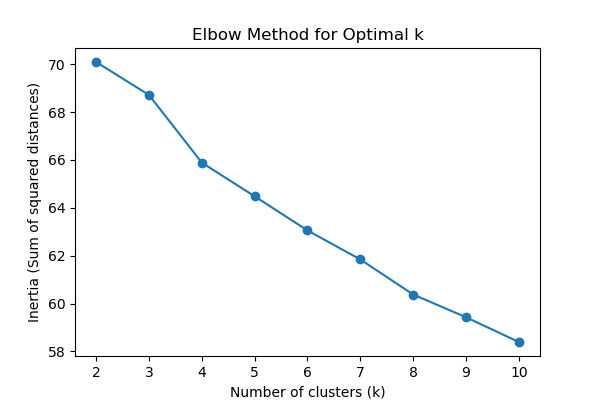 Elbow Method for Optimal k
Inertia (Sum of squared distances)
70
68
66
64
62
60
58
2 3 4 5 6 7 8 9 10
Number of clusters (k)